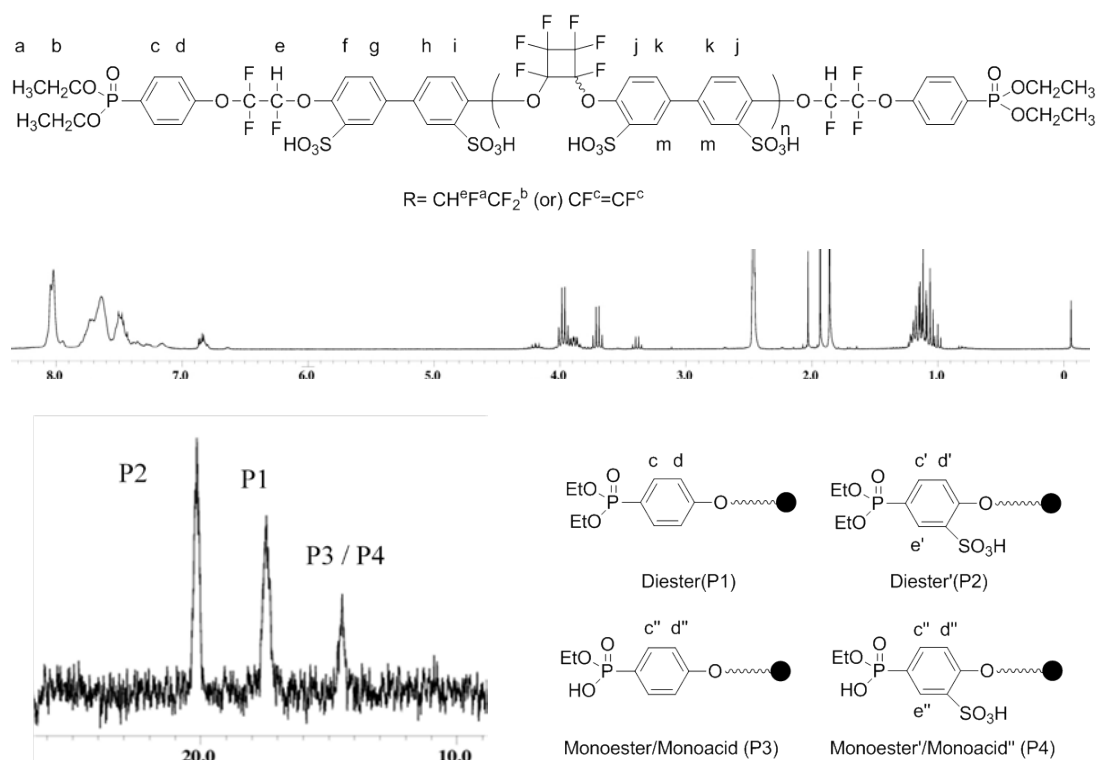 a b c d e f g h i j k k j
F F F F F F
O H
H3CH2CO F F
P O O O O O O O P
OCH2CH3
CH3CH2CO F F OCH2CH3
HO3S SO3H HO3S m m SO3H n
R= CHᵉFᵃCF₂ᵇ (or) CFᶜ=CFᶜ
8.0 7.0 6.0 5.0 4.0 3.0 2.0 1.0 0
P2 P1
P3 / P4
20.0 10.0
c d c' d'
O O
EtO P O EtO P O
EtO EtO
e' SO3H
Diester(P1) Diester'(P2)
c" d" c" d"
O O
EtO P O EtO P O
HO HO
e" SO3H
Monoester/Monoacid (P3) Monoester'/Monoacid" (P4)